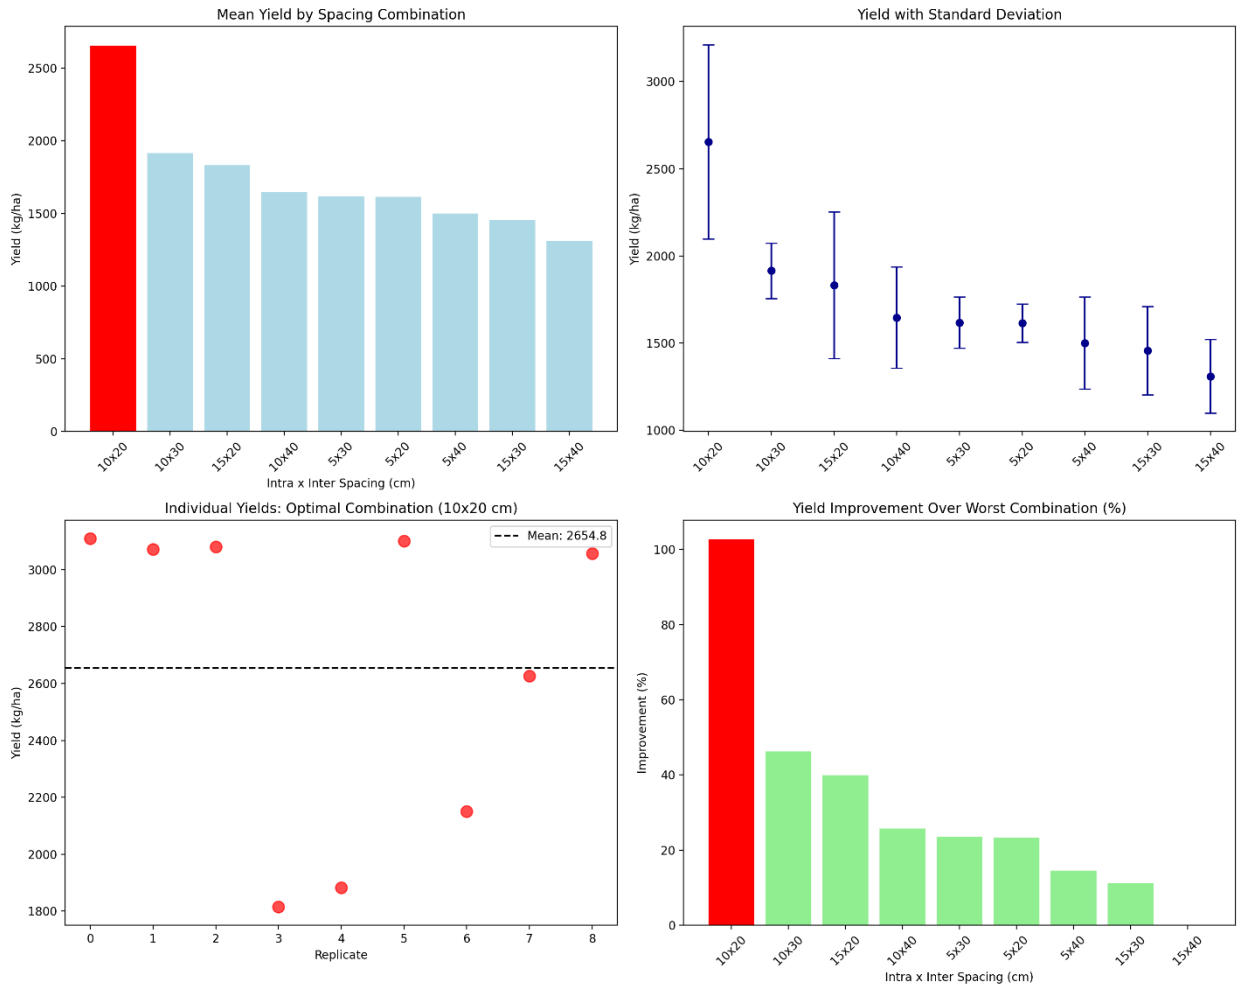 Mean Yield by Spacing Combination
Yield (kg/ha)
2500
2000
1500
1000
500
0
10x20
10x30
15x20
10x40
5x30
5x20
5x40
15x30
15x40
Intra x Inter Spacing (cm)
Yield with Standard Deviation
Yield (kg/ha)
3000
2500
2000
1500
1000
10x20
10x30
15x20
10x40
5x30
5x20
5x40
15x30
15x40
Individual Yields: Optimal Combination (10x20 cm)
Mean: 2654.8
Yield (kg/ha)
3000
2800
2600
2400
2200
2000
1800
0 1 2 3 4 5 6 7 8
Replicate
Yield Improvement Over Worst Combination (%)
Improvement (%)
100
80
60
40
20
0
10x20
10x30
15x20
10x40
5x30
5x20
5x40
15x30
15x40
Intra x Inter Spacing (cm)